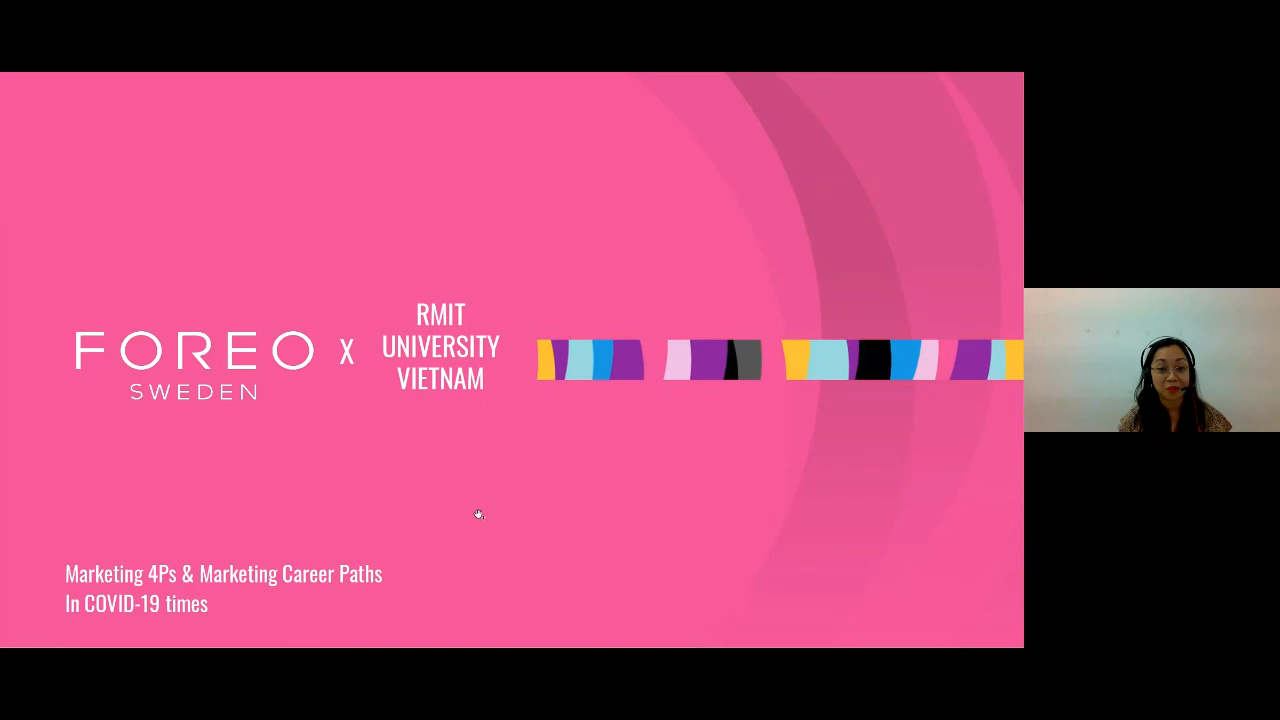 FOREO
SWEDEN
X
RMIT
UNIVERSITY
VIETNAM
Marketing 4Ps & Marketing Career Paths
In COVID-19 times